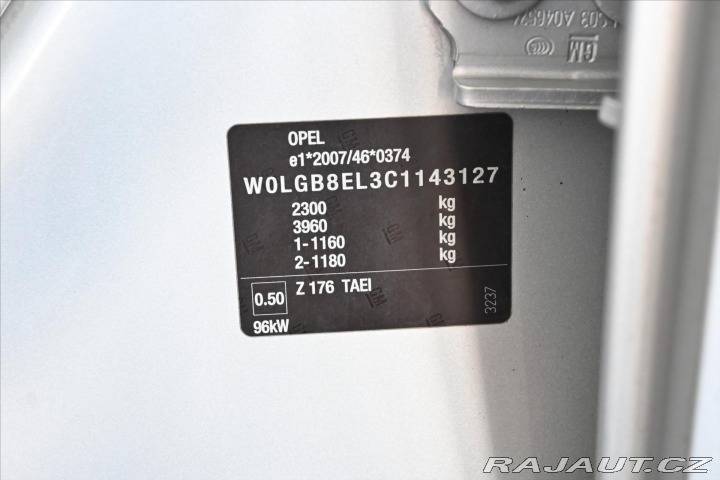 GM
OPEL
e1*2007/46*0374
W0LGB8EL3C1143127
2300 kg
3960 kg
1-1160 kg
2-1180 kg
0.50 Z 176 TAEI
96kW
3237
RAJAUT.CZ